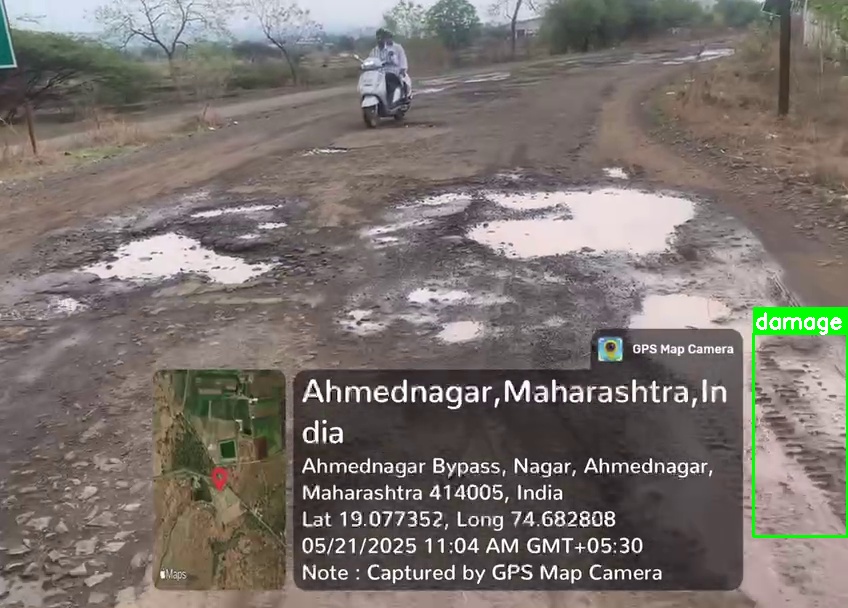 damage
GPS Map Camera
Ahmednagar,Maharashtra,In
dia
Ahmednagar Bypass, Nagar, Ahmednagar,
Maharashtra 414005, India
Lat 19.077352, Long 74.682808
05/21/2025 11:04 AM GMT+05:30
Note : Captured by GPS Map Camera
Maps